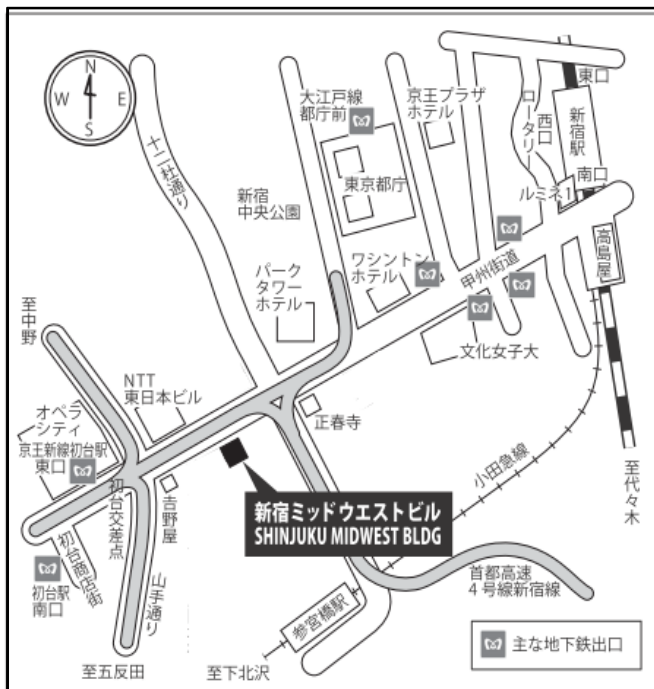 N
W
E
S
十二社通り
大江戸線
都庁前
京王プラザ
ホテル
西口
ロータリー
東口
新宿駅
南口
ルミネ1
高島屋
東京都庁
新宿
中央公園
ワシントン
ホテル
甲州街道
パーク
タワー
ホテル
文化女子大
至中野
NTT
東日本ビル
正春寺
オペラ
シティ
京王新線初台駅
東口
小田急線
至代々木
吉野屋
初台交差点
新宿ミッドウエストビル
SHINJUKU MIDWEST BLDG
初台商店街
初台駅
南口
山手通り
首都高速
4号線新宿線
参宮橋駅
主な地下鉄出口
至五反田
至下北沢